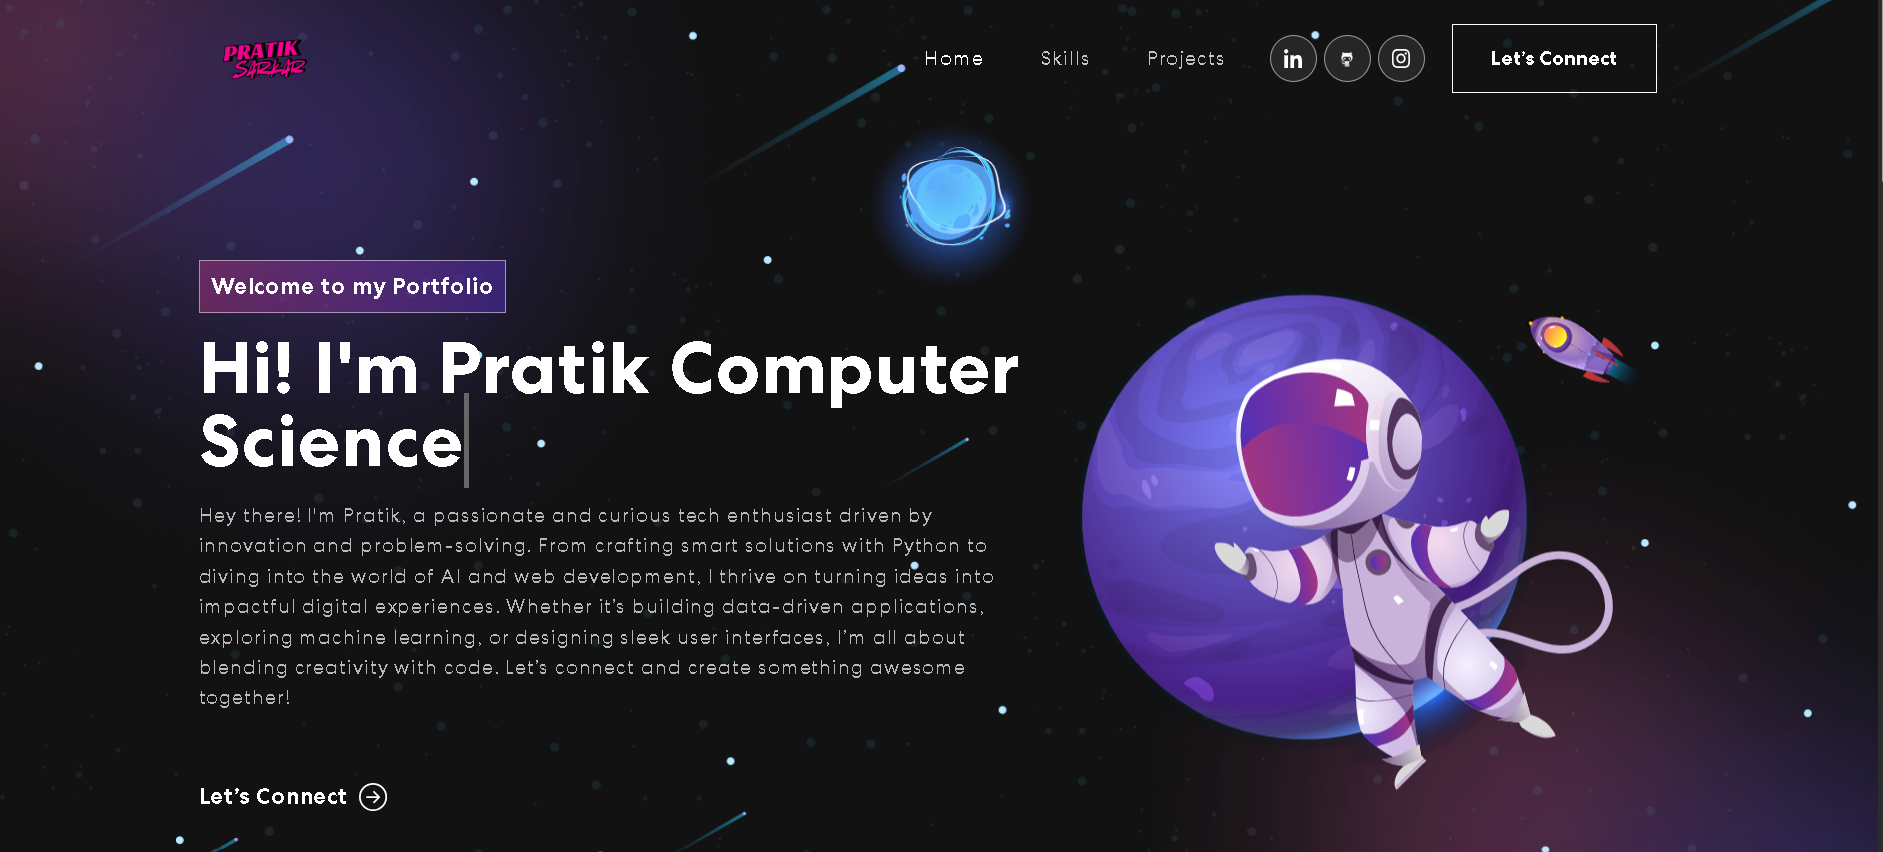 PRATIK
SARKAR
Home Skills Projects in Let's Connect
Welcome to my Portfolio
Hi! I'm Pratik Computer
Science
Hey there! I'm Pratik, a passionate and curious tech enthusiast driven by
innovation and problem-solving. From crafting smart solutions with Python to
diving into the world of AI and web development, I thrive on turning ideas into
impactful digital experiences. Whether it’s building data-driven applications,
exploring machine learning, or designing sleek user interfaces, I’m all about
blending creativity with code. Let’s connect and create something awesome
together!
Let’s Connect